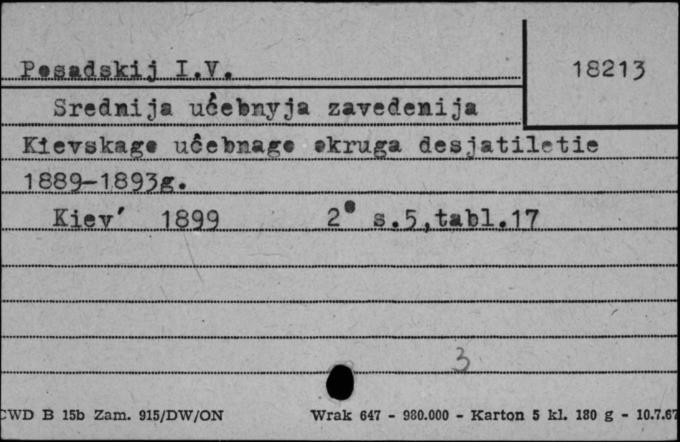 Posadskij I.V.
18213
Srednija učebnyja zavedenija
Kievskago učebnago okruga desjatiletie
1889-1893g.
Kiev′ 1899 2° s.5,tabl.17
3
CWD B 15b Zam. 915/DW/ON Wrak 647 - 980.000 - Karton 5 kl. 180 g - 10.7.67